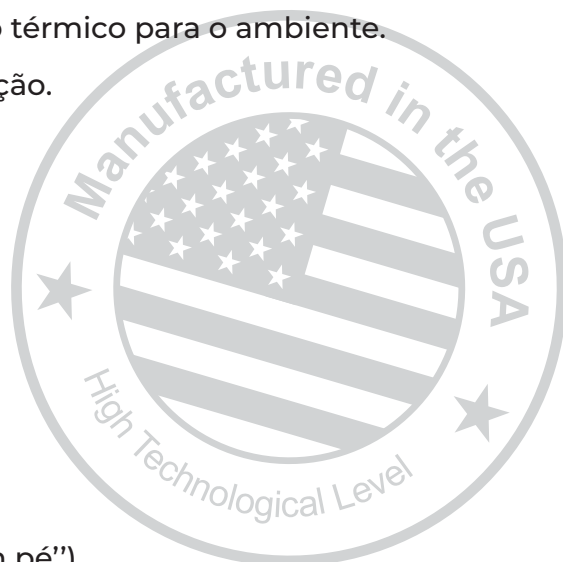 o térmico para o ambiente.
ção.
Manufactured in the USA
High Technological Level
n pé”)